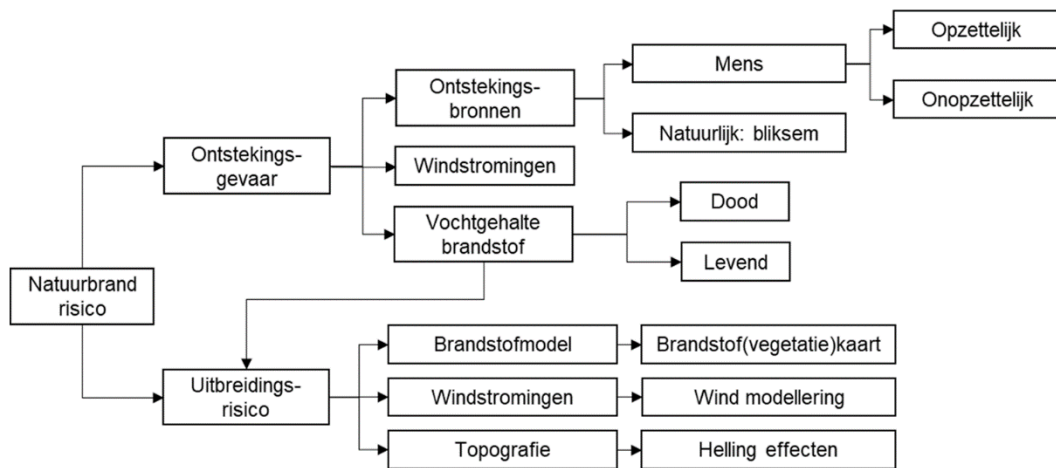 Opzettelijk
Ontstekings-
bronnen
Mens
Onopzettelijk
Natuurlijk: bliksem
Ontstekings-
gevaar
Windstromingen
Dood
Vochtgehalte
brandstof
Levend
Natuurbrand
risico
Brandstofmodel
Brandstof(vegetatie)kaart
Uitbreidings-
risico
Windstromingen
Wind modellering
Topografie
Helling effecten